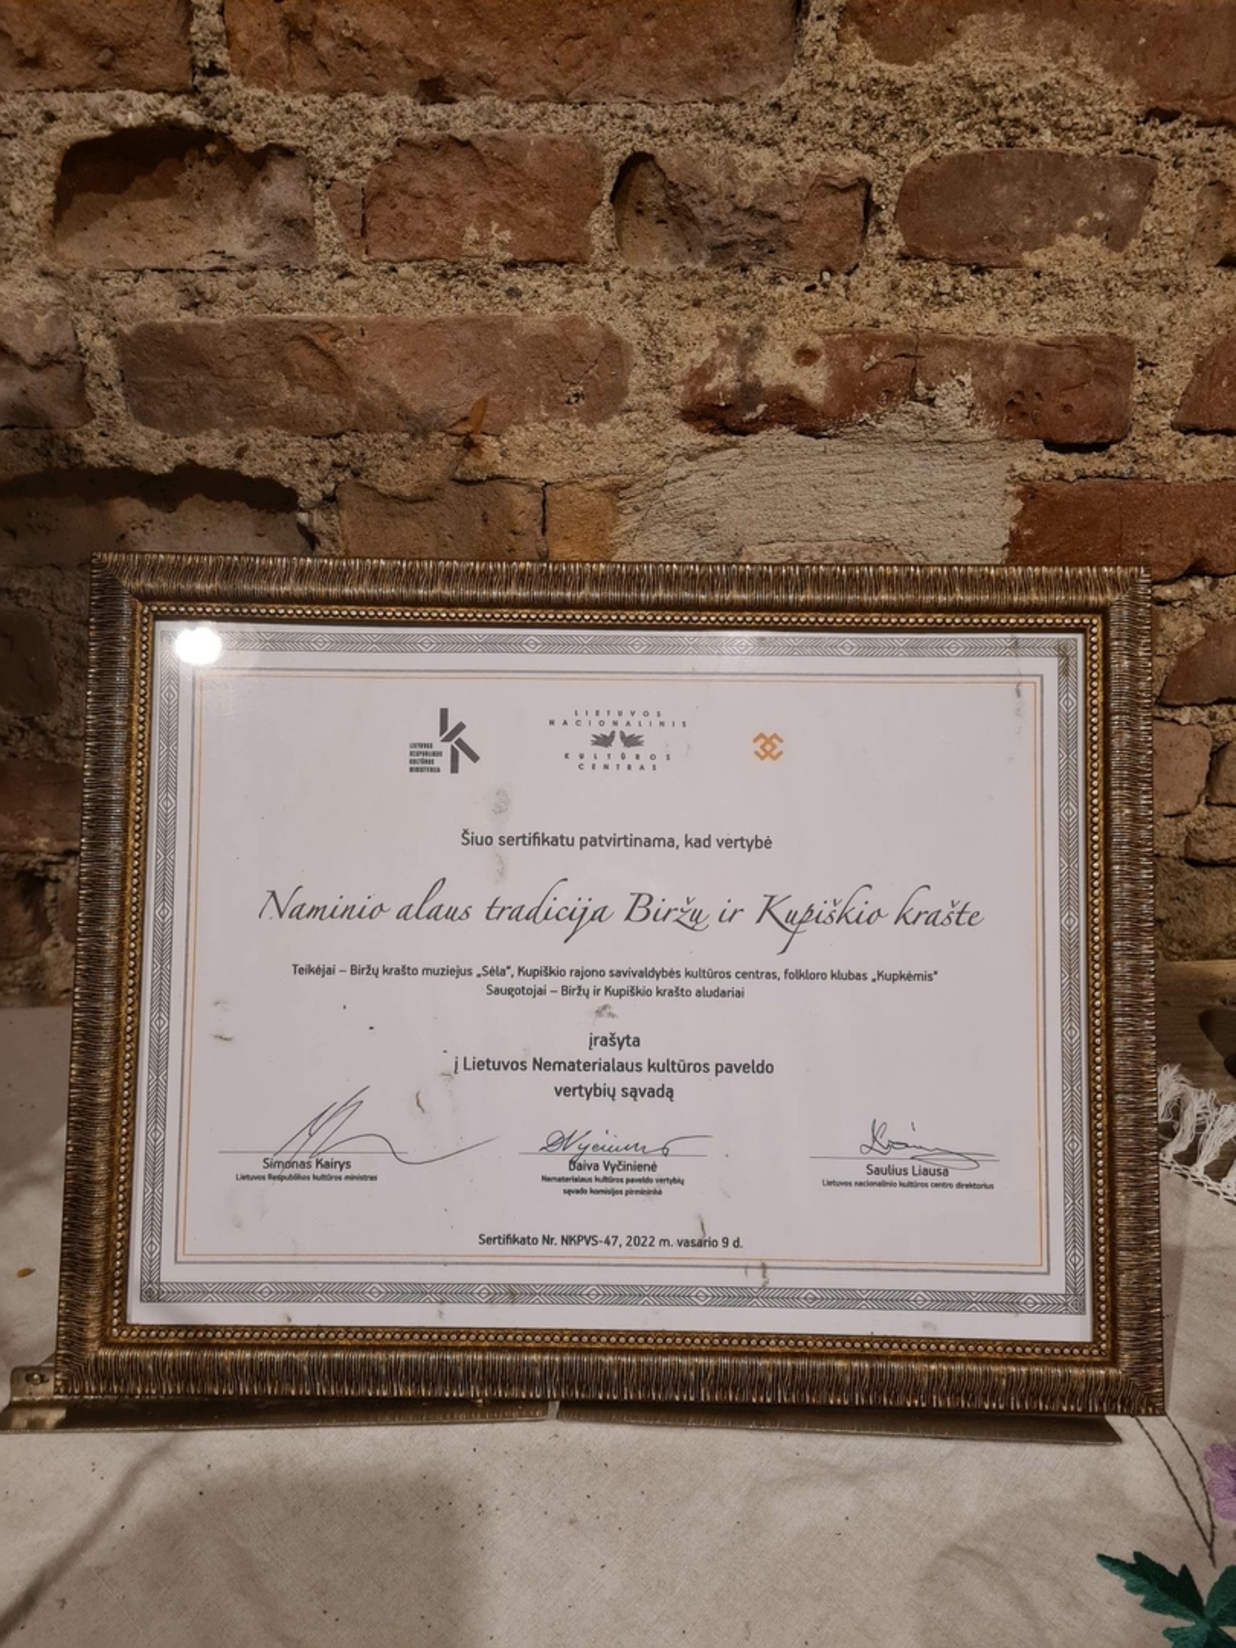 LIETUVOS
RESPUBLIKOS
KULTŪROS
MINISTERIJA
LIETUVOS
NACIONALINIS
KULTŪROS
CENTRAS
Šiuo sertifikatu patvirtinama, kad vertybė
Naminio alaus tradicija Biržų ir Kupiškio krašte
Teikėjai – Biržų krašto muziejus „Sėla“, Kupiškio rajono savivaldybės kultūros centras, folkloro klubas „Kupkėmis“
Saugotojai – Biržų ir Kupiškio krašto aludariai
įrašyta
į Lietuvos Nematerialaus kultūros paveldo
vertybių sąvadą
Simonas Kairys
Lietuvos Respublikos kultūros ministras
Daiva Vyčinienė
Nematerialaus kultūros paveldo vertybių
sąvado komisijos pirmininkė
Saulius Liausa
Lietuvos nacionalinio kultūros centro direktorius
Sertifikato Nr. NKPVS-47, 2022 m. vasario 9 d.